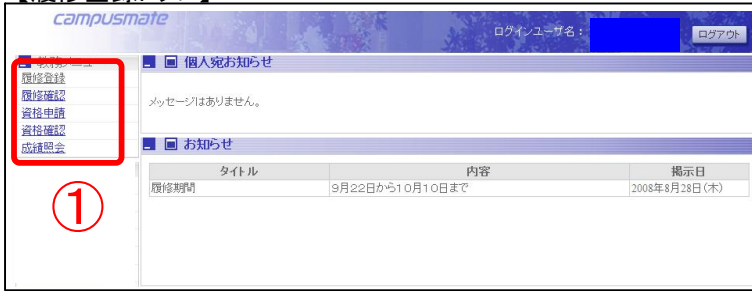 campusmate
ログインユーザ名：
ログアウト
個人宛お知らせ
履修登録
履修確認
資格申請
資格確認
成績照会
メッセージはありません。
お知らせ
タイトル 内容 掲示日
履修期間 9月22日から10月10日まで 2008年8月28日(木)
①